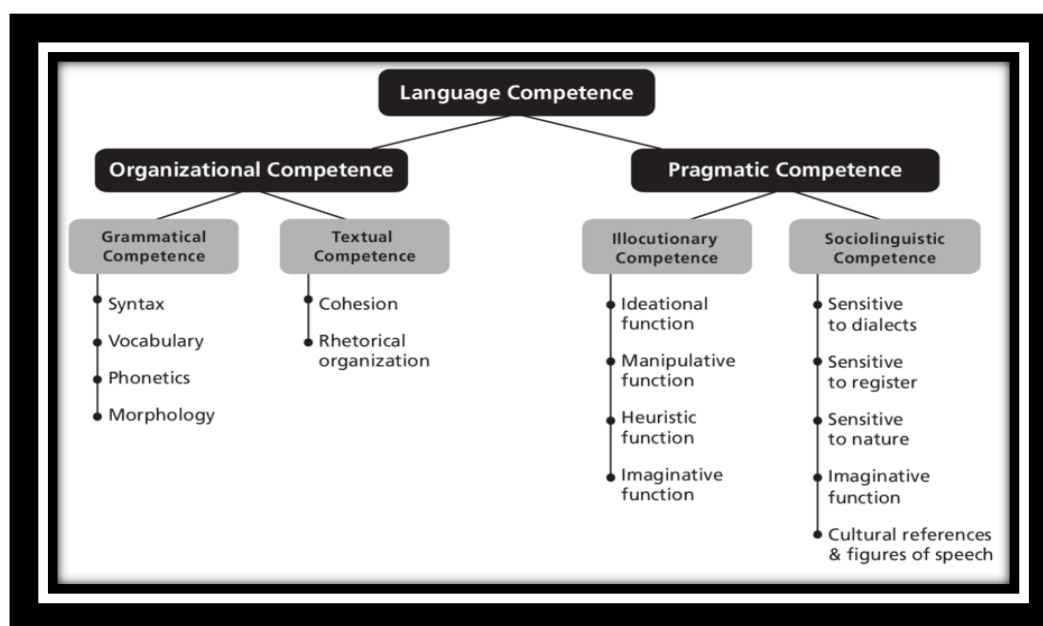 Language Competence
Organizational Competence
Pragmatic Competence
Grammatical
Competence
Textual
Competence
Illocutionary
Competence
Sociolinguistic
Competence
Syntax
Vocabulary
Phonetics
Morphology
Cohesion
Rhetorical
organization
Ideational
function
Manipulative
function
Heuristic
function
Imaginative
function
Sensitive
to dialects
Sensitive
to register
Sensitive
to nature
Imaginative
function
Cultural references
& figures of speech